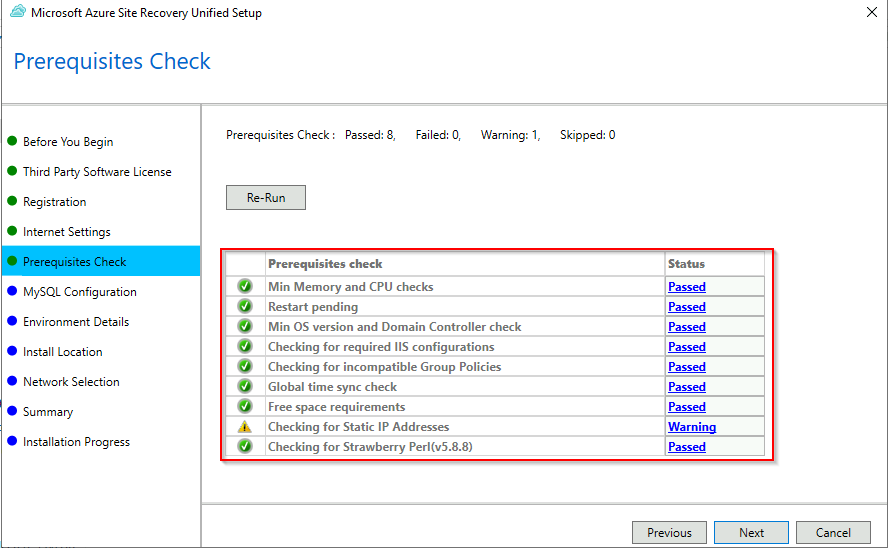 Microsoft Azure Site Recovery Unified Setup
Prerequisites Check
Before You Begin
Third Party Software License
Registration
Internet Settings
Prerequisites Check
MySQL Configuration
Environment Details
Install Location
Network Selection
Summary
Installation Progress
Prerequisites Check : Passed: 8, Failed: 0, Warning: 1, Skipped: 0
Re-Run
Prerequisites check Status
Min Memory and CPU checks Passed
Restart pending Passed
Min OS version and Domain Controller check Passed
Checking for required IIS configurations Passed
Checking for incompatible Group Policies Passed
Global time sync check Passed
Free space requirements Passed
Checking for Static IP Addresses Warning
Checking for Strawberry Perl(v5.8.8) Passed
Previous Next Cancel